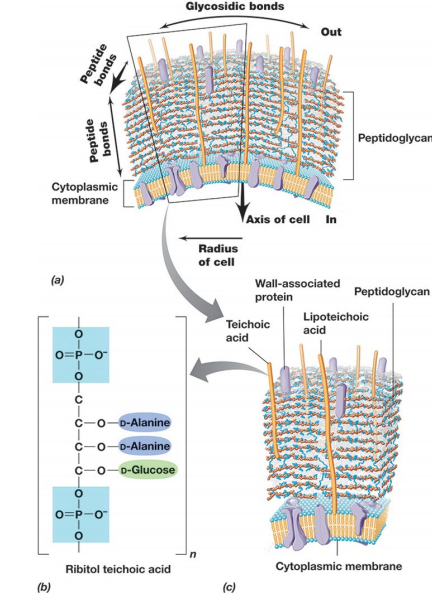 Glycosidic bonds
Out
Peptide
bonds
Peptide
bonds
Peptidoglycan
Cytoplasmic
membrane
Axis of cell
In
Radius
of cell
(a)
Wall-associated
protein
Peptidoglycan
Teichoic
acid
Lipoteichoic
acid
O
O=P–O⁻
O
C
C–O–D-Alanine
C–O–D-Alanine
C–O–D-Glucose
O
O=P–O⁻
O
n
Ribitol teichoic acid
Cytoplasmic membrane
(b)
(c)